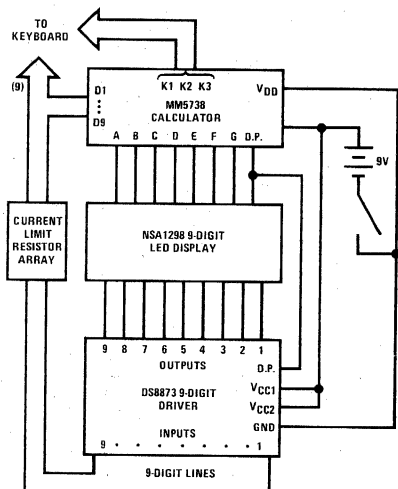 TO
KEYBOARD
(9)
D1
D9
K1 K2 K3
MM5738
CALCULATOR
VDD
A B C D E F G D.P.
9V
CURRENT
LIMIT
RESISTOR
ARRAY
NSA1298 9-DIGIT
LED DISPLAY
9 8 7 6 5 4 3 2 1
OUTPUTS
D.P.
DS8873 9-DIGIT
DRIVER
VCC1
VCC2
GND
INPUTS
9 • • • • • • • 1
9-DIGIT LINES